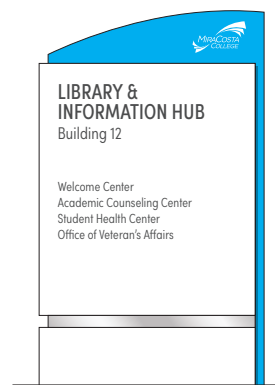 MIRACOSTA
COLLEGE
LIBRARY &
INFORMATION HUB
Building 12
Welcome Center
Academic Counseling Center
Student Health Center
Office of Veteran's Affairs